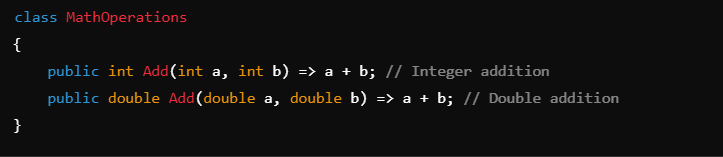 class MathOperations
{
    public int Add(int a, int b) => a + b; // Integer addition
    public double Add(double a, double b) => a + b; // Double addition
}